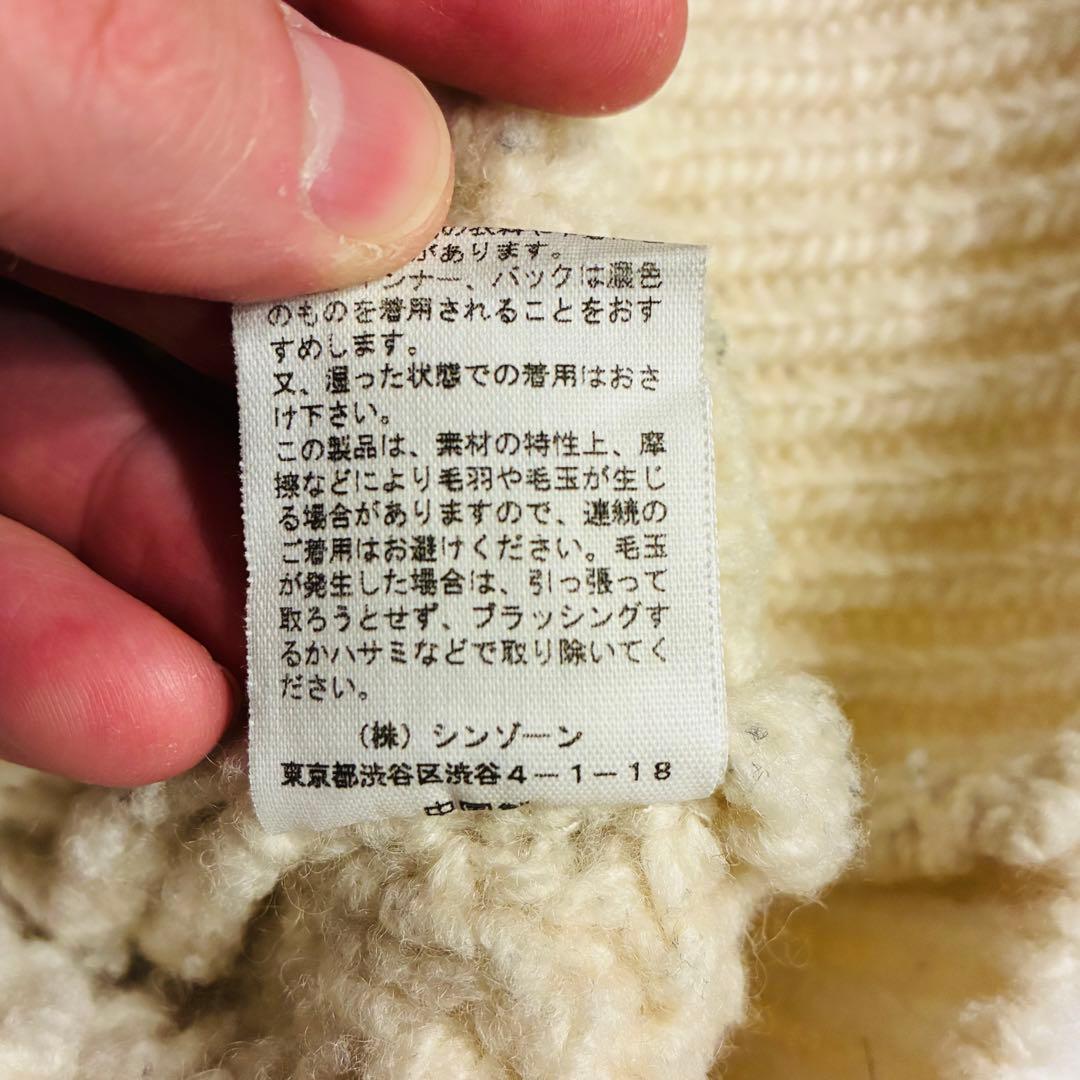 があります。
ンナー、バックは濃色
のものを着用されることをおす
すめします。
又、湿った状態での着用はおさ
け下さい。
この製品は、素材の特性上、摩
擦などにより毛羽や毛玉が生じ
る場合がありますので、連続の
ご着用はお避けください。毛玉
が発生した場合は、引っ張って
取ろうとせず、ブラッシングす
るかハサミなどで取り除いてく
ださい。
（株）シンゾーン
東京都渋谷区渋谷4－1－18